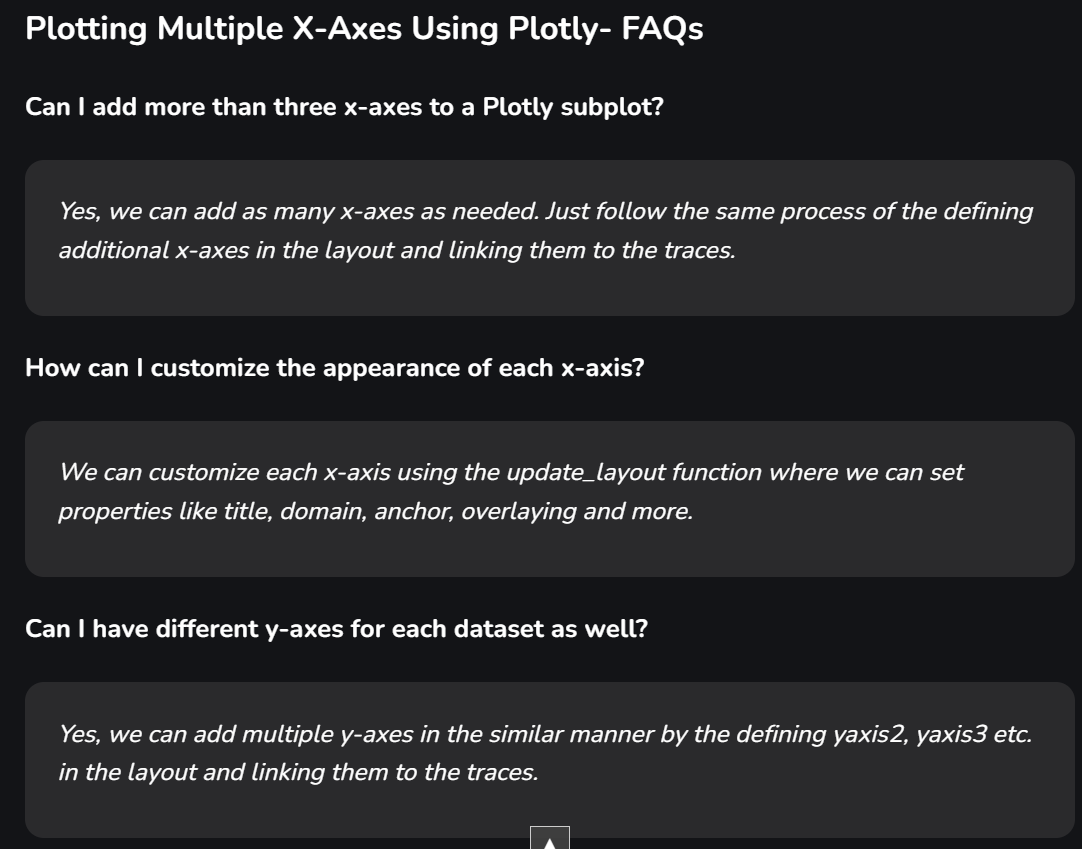 Plotting Multiple X-Axes Using Plotly- FAQs
Can I add more than three x-axes to a Plotly subplot?
Yes, we can add as many x-axes as needed. Just follow the same process of the defining
additional x-axes in the layout and linking them to the traces.
How can I customize the appearance of each x-axis?
We can customize each x-axis using the update_layout function where we can set
properties like title, domain, anchor, overlaying and more.
Can I have different y-axes for each dataset as well?
Yes, we can add multiple y-axes in the similar manner by the defining yaxis2, yaxis3 etc.
in the layout and linking them to the traces.